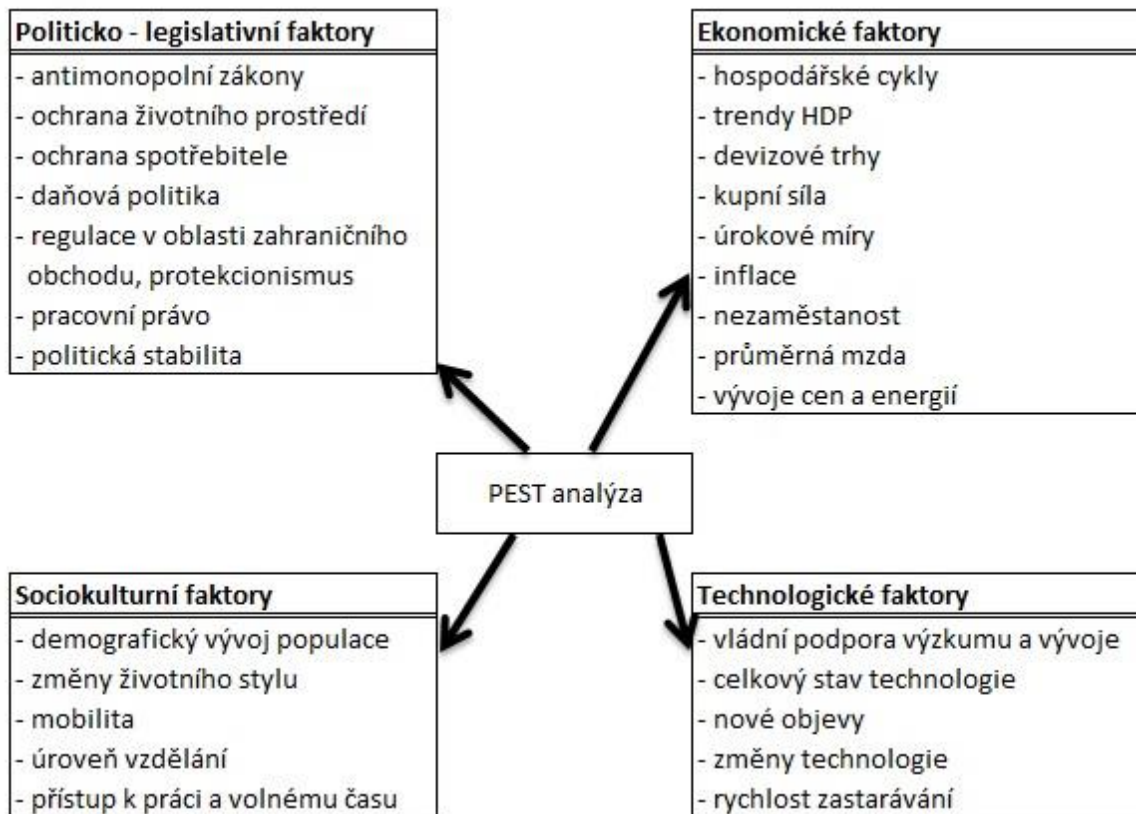 Politicko - legislativní faktory
- antimonopolní zákony
- ochrana životního prostředí
- ochrana spotřebitele
- daňová politika
- regulace v oblasti zahraničního
obchodu, protekcionismus
- pracovní právo
- politická stabilita
Ekonomické faktory
- hospodářské cykly
- trendy HDP
- devizové trhy
- kupní síla
- úrokové míry
- inflace
- nezaměstanost
- průměrná mzda
- vývoje cen a energií
PEST analýza
Sociokulturní faktory
- demografický vývoj populace
- změny životního stylu
- mobilita
- úroveň vzdělání
- přístup k práci a volnému času
Technologické faktory
- vládní podpora výzkumu a vývoje
- celkový stav technologie
- nové objevy
- změny technologie
- rychlost zastarávání